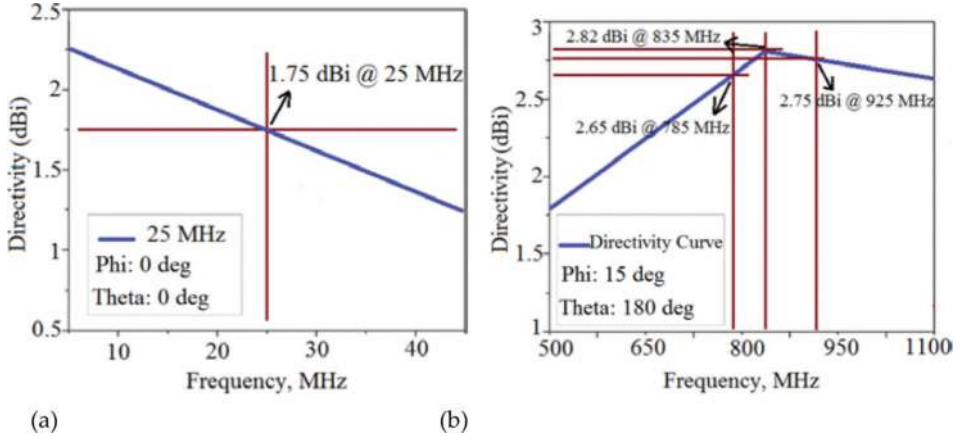 2.5
2
1.5
1
0.5
Directivity (dBi)
1.75 dBi @ 25 MHz
25 MHz
Phi: 0 deg
Theta: 0 deg
10 20 30 40
Frequency, MHz
(a)
3
2.5
2
1.5
1
Directivity (dBi)
2.82 dBi @ 835 MHz
2.65 dBi @ 785 MHz
2.75 dBi @ 925 MHz
Directivity Curve
Phi: 15 deg
Theta: 180 deg
500 650 800 950 1100
Frequency, MHz
(b)